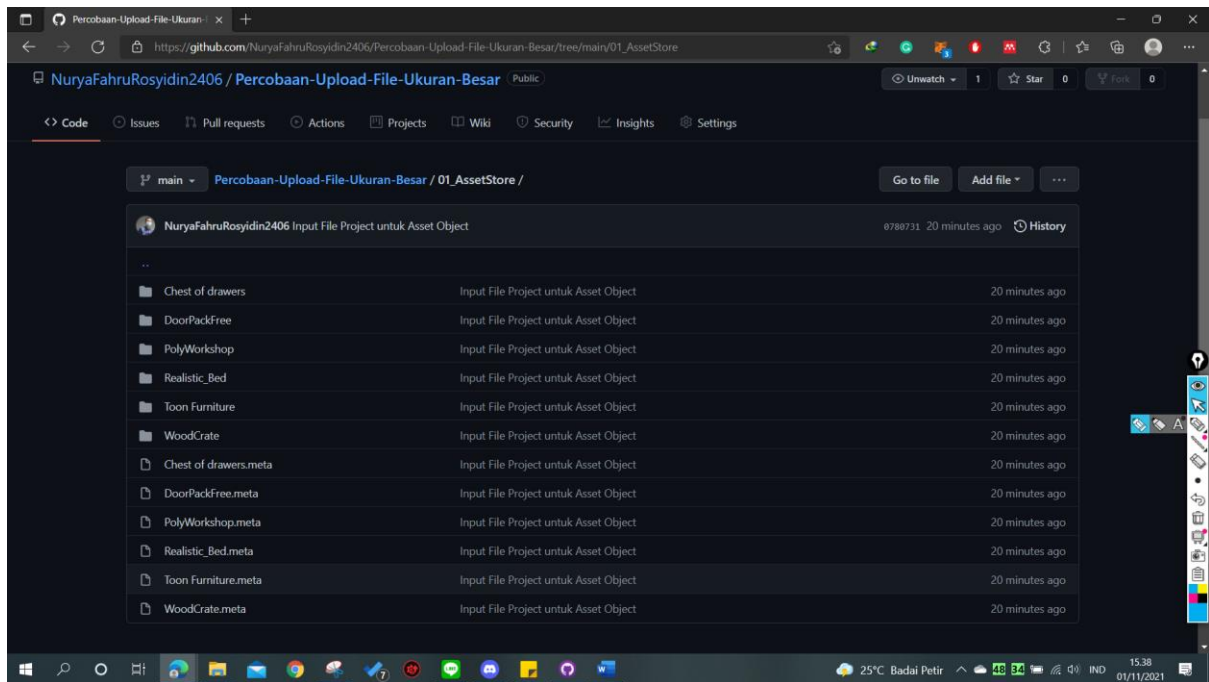 Percobaan-Upload-File-Ukuran-
https://github.com/NuryaFahruRosyidin2406/Percobaan-Upload-File-Ukuran-Besar/tree/main/01_AssetStore
NuryaFahruRosyidin2406 / Percobaan-Upload-File-Ukuran-Besar Public Unwatch 1 Star 0 Fork 0
<> Code Issues Pull requests Actions Projects Wiki Security Insights Settings
main Percobaan-Upload-File-Ukuran-Besar / 01_AssetStore / Go to file Add file ...
NuryaFahruRosyidin2406 Input File Project untuk Asset Object 0780731 20 minutes ago History
..
Chest of drawers Input File Project untuk Asset Object 20 minutes ago
DoorPackFree Input File Project untuk Asset Object 20 minutes ago
PolyWorkshop Input File Project untuk Asset Object 20 minutes ago
Realistic_Bed Input File Project untuk Asset Object 20 minutes ago
Toon Furniture Input File Project untuk Asset Object 20 minutes ago
WoodCrate Input File Project untuk Asset Object 20 minutes ago
Chest of drawers.meta Input File Project untuk Asset Object 20 minutes ago
DoorPackFree.meta Input File Project untuk Asset Object 20 minutes ago
PolyWorkshop.meta Input File Project untuk Asset Object 20 minutes ago
Realistic_Bed.meta Input File Project untuk Asset Object 20 minutes ago
Toon Furniture.meta Input File Project untuk Asset Object 20 minutes ago
WoodCrate.meta Input File Project untuk Asset Object 20 minutes ago
25°C Badai Petir 48 34 IND 15.38
01/11/2021